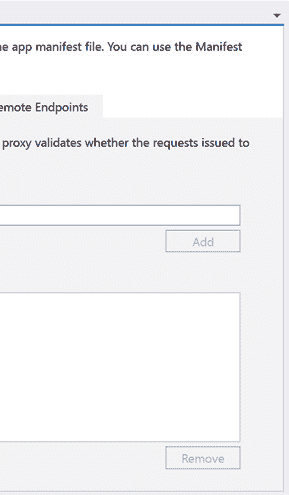 e app manifest file. You can use the Manifest
emote Endpoints
proxy validates whether the requests issued to
Add
Remove